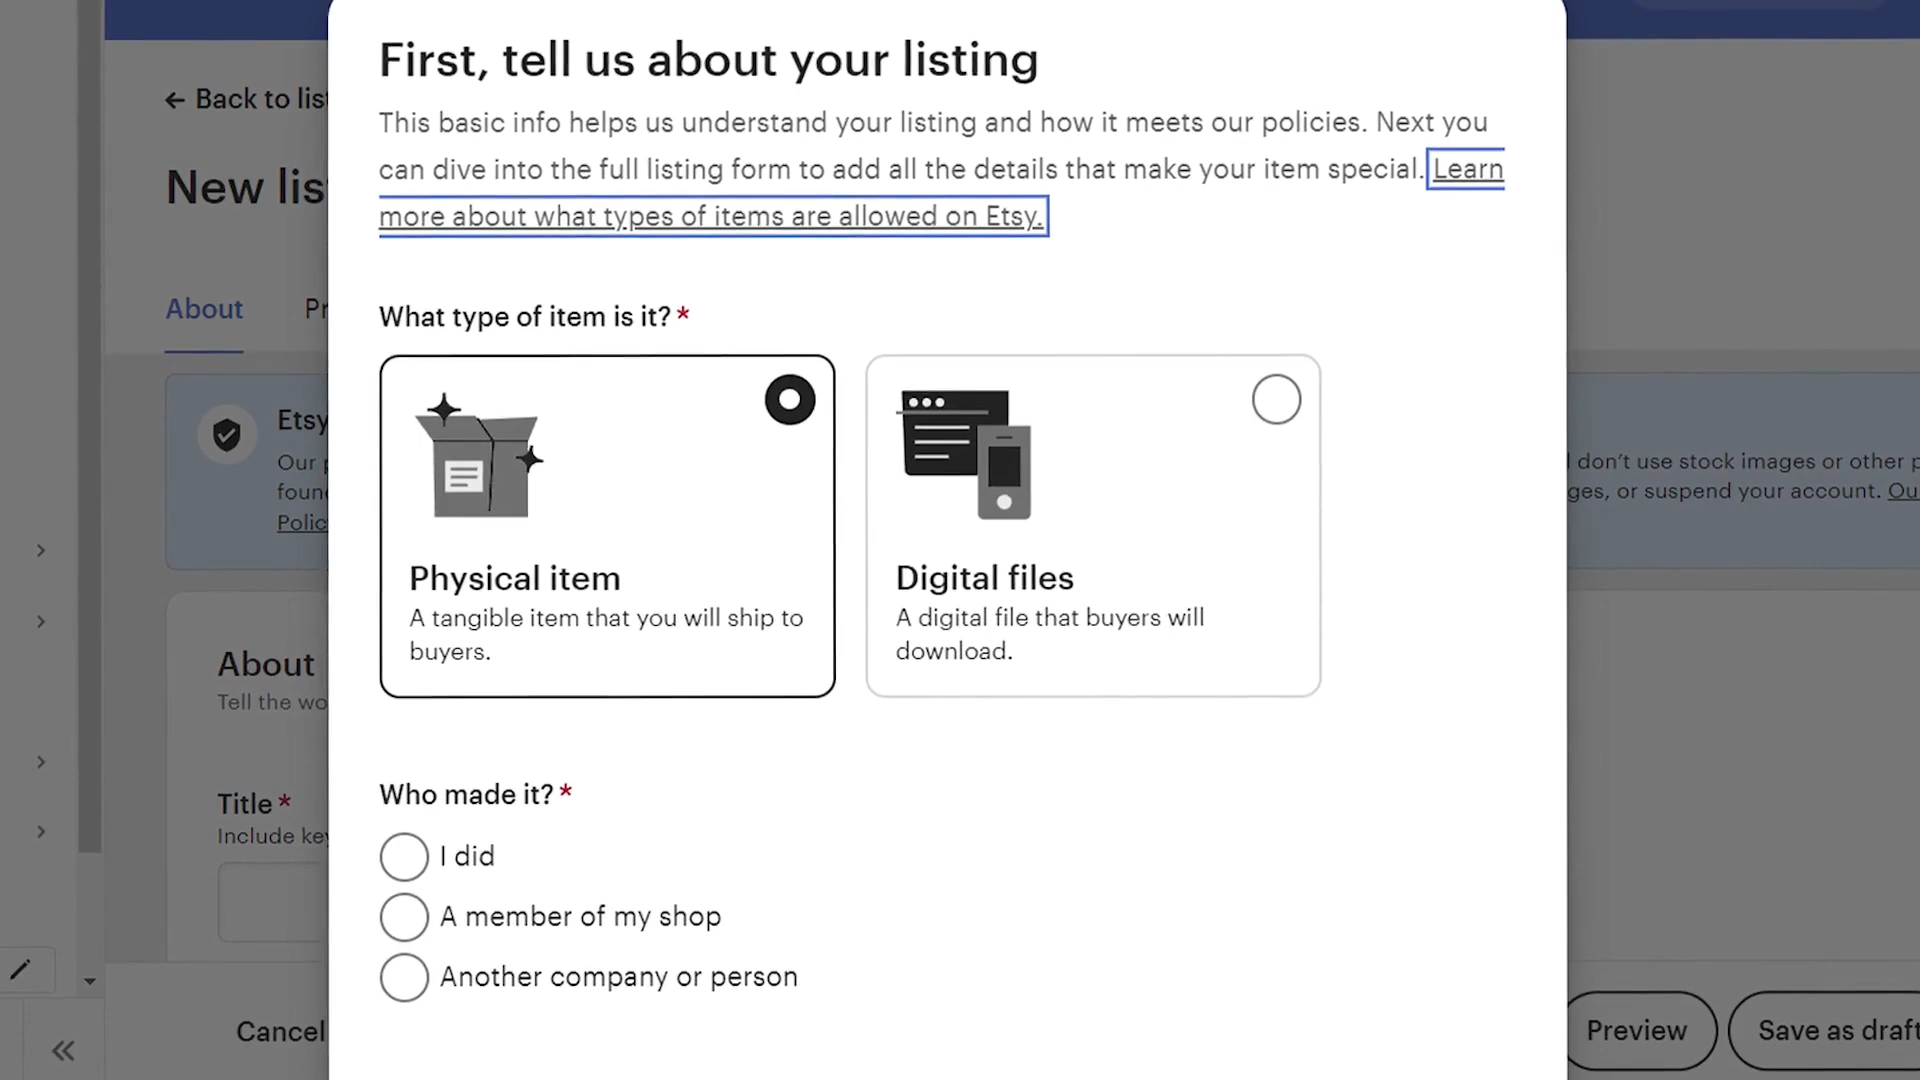 First, tell us about your listing
This basic info helps us understand your listing and how it meets our policies. Next you
can dive into the full listing form to add all the details that make your item special. Learn
more about what types of items are allowed on Etsy.
← Back to list
New lis
About Pr
What type of item is it? *
Physical item
A tangible item that you will ship to
buyers.
Digital files
A digital file that buyers will
download.
Etsy
Our p
foun
Polic
don't use stock images or other p
ges, or suspend your account. Ou
About
Tell the wo
Title *
Include key
Who made it? *
I did
A member of my shop
Another company or person
Cancel
Preview
Save as draft